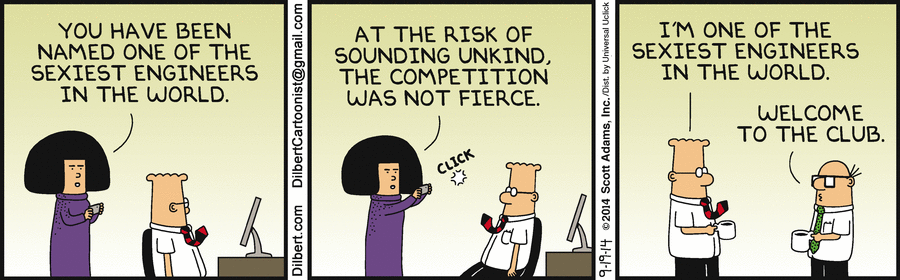 YOU HAVE BEEN
NAMED ONE OF THE
SEXIEST ENGINEERS
IN THE WORLD.
Dilbert.com DilbertCartoonist@gmail.com
AT THE RISK OF
SOUNDING UNKIND,
THE COMPETITION
WAS NOT FIERCE.
CLICK
9-19-14 ©2014 Scott Adams, Inc. /Dist. by Universal Uclick
I'M ONE OF THE
SEXIEST ENGINEERS
IN THE WORLD.
WELCOME
TO THE CLUB.